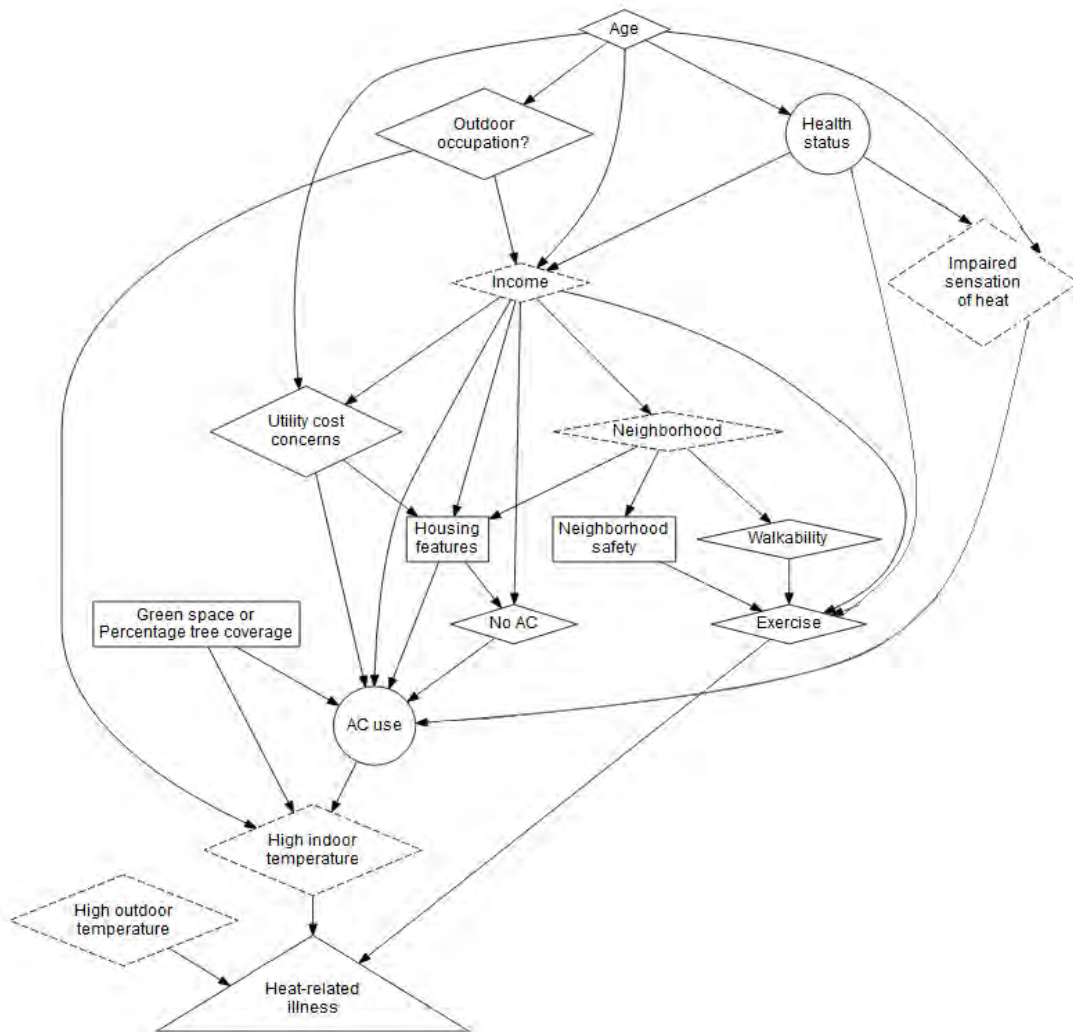 Age
Outdoor
occupation?
Health
status
Income
Impaired
sensation
of heat
Utility cost
concerns
Neighborhood
Housing
features
Neighborhood
safety
Walkability
Green space or
Percentage tree coverage
No AC
Exercise
AC use
High indoor
temperature
High outdoor
temperature
Heat-related
illness